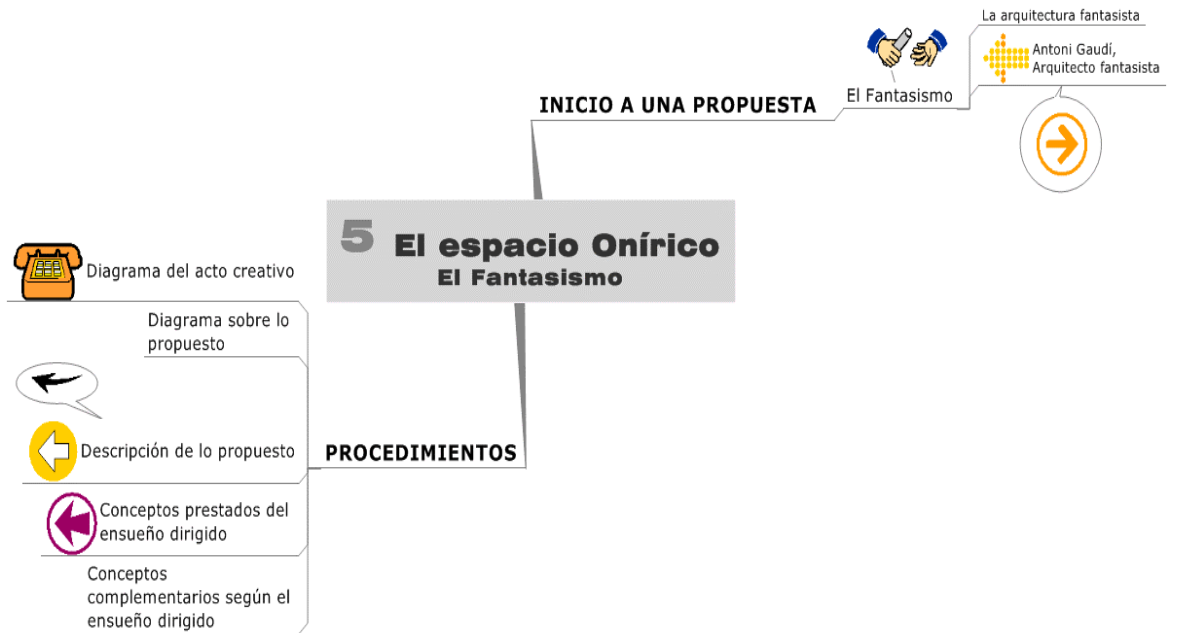 La arquitectura fantasista
Antoni Gaudí,
Arquitecto fantasista
El Fantasismo
INICIO A UNA PROPUESTA
5 El espacio Onírico
El Fantasismo
Diagrama del acto creativo
Diagrama sobre lo
propuesto
Descripción de lo propuesto
PROCEDIMIENTOS
Conceptos prestados del
ensueño dirigido
Conceptos
complementarios según el
ensueño dirigido